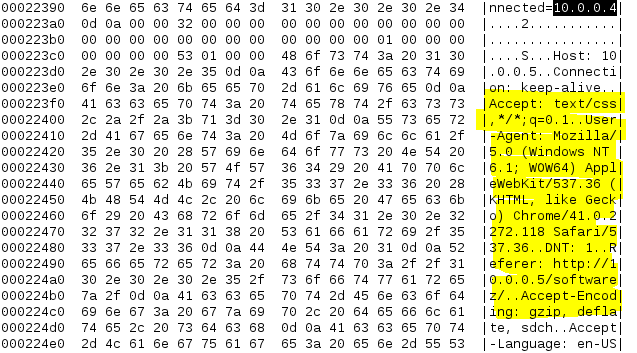 00022390  6e 6e 65 63 74 65 64 3d  31 30 2e 30 2e 30 2e 34  |nnected=10.0.0.4|
000223a0  0d 0a 00 00 32 00 00 00  00 00 00 00 00 00 00 00  |....2...........|
000223b0  00 00 00 00 00 00 00 00  00 00 00 00 01 00 00 00  |................|
000223c0  00 00 00 00 53 01 00 00  48 6f 73 74 3a 20 31 30  |....S...Host: 10|
000223d0  2e 30 2e 30 2e 35 0d 0a  43 6f 6e 6e 65 63 74 69  |.0.0.5..Connecti|
000223e0  6f 6e 3a 20 6b 65 65 70  2d 61 6c 69 76 65 0d 0a  |on: keep-alive..|
000223f0  41 63 63 65 70 74 3a 20  74 65 78 74 2f 63 73 73  |Accept: text/css|
00022400  2c 2a 2f 2a 3b 71 3d 30  2e 31 0d 0a 55 73 65 72  |,*/*;q=0.1..User|
00022410  2d 41 67 65 6e 74 3a 20  4d 6f 7a 69 6c 6c 61 2f  |-Agent: Mozilla/|
00022420  35 2e 30 20 28 57 69 6e  64 6f 77 73 20 4e 54 20  |5.0 (Windows NT |
00022430  36 2e 31 3b 20 57 4f 57  36 34 29 20 41 70 70 6c  |6.1; WOW64) Appl|
00022440  65 57 65 62 4b 69 74 2f  35 33 37 2e 33 36 20 28  |eWebKit/537.36 (|
00022450  4b 48 54 4d 4c 2c 20 6c  69 6b 65 20 47 65 63 6b  |KHTML, like Geck|
00022460  6f 29 20 43 68 72 6f 6d  65 2f 34 31 2e 30 2e 32  |o) Chrome/41.0.2|
00022470  32 37 32 2e 31 31 38 20  53 61 66 61 72 69 2f 35  |272.118 Safari/5|
00022480  33 37 2e 33 36 0d 0a 44  4e 54 3a 20 31 0d 0a 52  |37.36..DNT: 1..R|
00022490  65 66 65 72 65 72 3a 20  68 74 74 70 3a 2f 2f 31  |eferer: http://1|
000224a0  30 2e 30 2e 30 2e 35 2f  73 6f 66 74 77 61 72 65  |0.0.0.5/software|
000224b0  7a 2f 0d 0a 41 63 63 65  70 74 2d 45 6e 63 6f 64  |z/..Accept-Encod|
000224c0  69 6e 67 3a 20 67 7a 69  70 2c 20 64 65 66 6c 61  |ing: gzip, defla|
000224d0  74 65 2c 20 73 64 63 68  0d 0a 41 63 63 65 70 74  |te, sdch..Accept|
000224e0  2d 4c 61 6e 67 75 61 67  65 3a 20 65 6e 2d 55 53  |-Language: en-US|